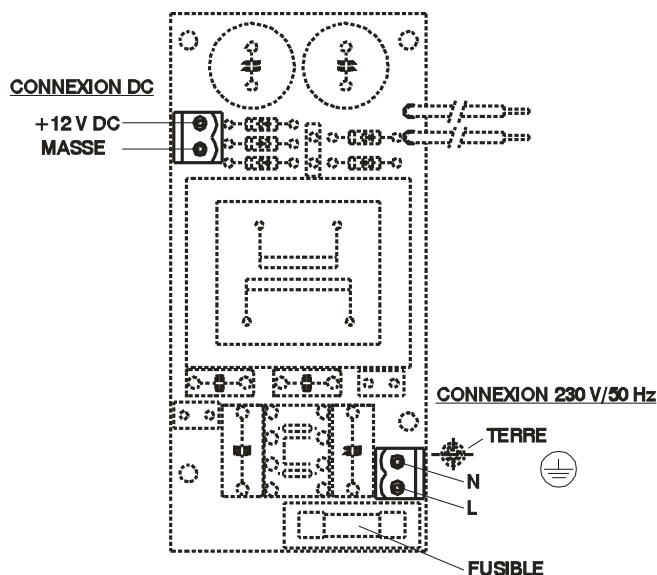 CONNEXION DC
+12 V DC
MASSE
CONNEXION 230 V/50 Hz
TERRE
N
L
FUSIBLE